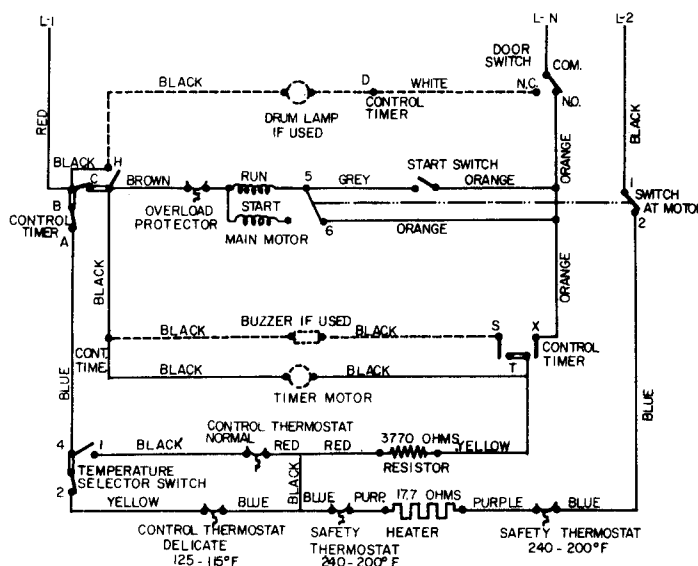 L-1
L-N
L-2
DOOR
SWITCH
COM.
N.C.
N.O.
BLACK
D
WHITE
CONTROL
TIMER
DRUM LAMP
IF USED
RED
BLACK
ORANGE
BLACK
H
C
BROWN
RUN
5
GREY
START SWITCH
ORANGE
1
SWITCH
AT MOTOR
2
B
CONTROL
TIMER
A
OVERLOAD
PROTECTOR
START
MAIN MOTOR
6
ORANGE
BLACK
ORANGE
BUZZER IF USED
BLACK
BLACK
S
X
CONT.
TIME.
T
CONTROL
TIMER
BLACK
BLACK
TIMER MOTOR
BLUE
BLUE
4
1
BLACK
CONTROL THERMOSTAT
NORMAL
RED
RED
3770 OHMS
YELLOW
RESISTOR
TEMPERATURE
SELECTOR SWITCH
2
BLACK
YELLOW
BLUE
BLUE
PURP.
17.7 OHMS
PURPLE
BLUE
CONTROL THERMOSTAT
DELICATE
125-115°F
SAFETY
THERMOSTAT
240-200°F
HEATER
SAFETY THERMOSTAT
240-200°F